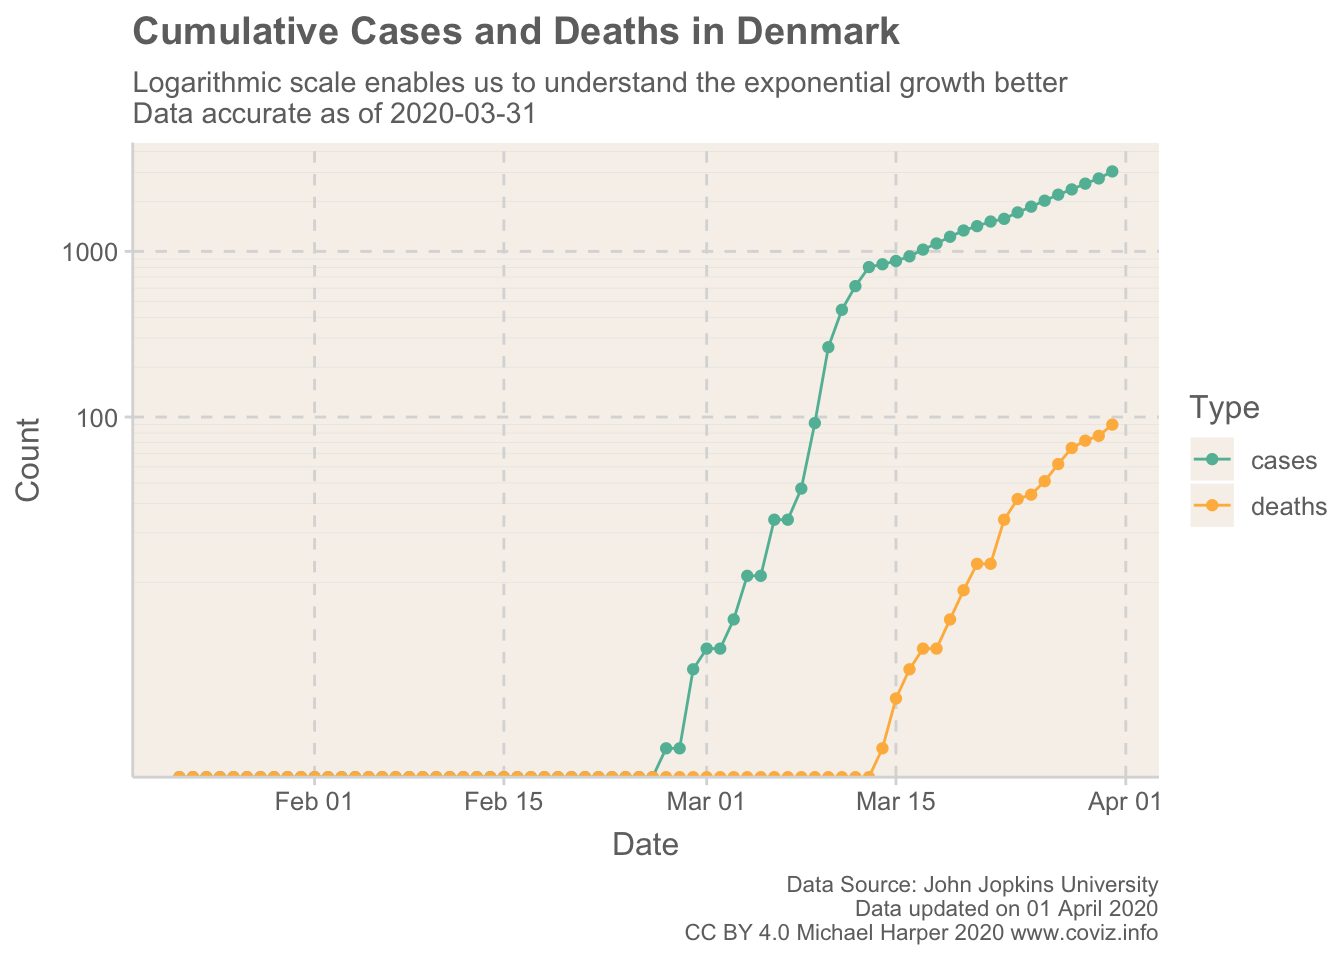 Cumulative Cases and Deaths in Denmark
Logarithmic scale enables us to understand the exponential growth better
Data accurate as of 2020-03-31
1000
100
Count
Feb 01
Feb 15
Mar 01
Mar 15
Apr 01
Date
Type
cases
deaths
Data Source: John Jopkins University
Data updated on 01 April 2020
CC BY 4.0 Michael Harper 2020 www.coviz.info